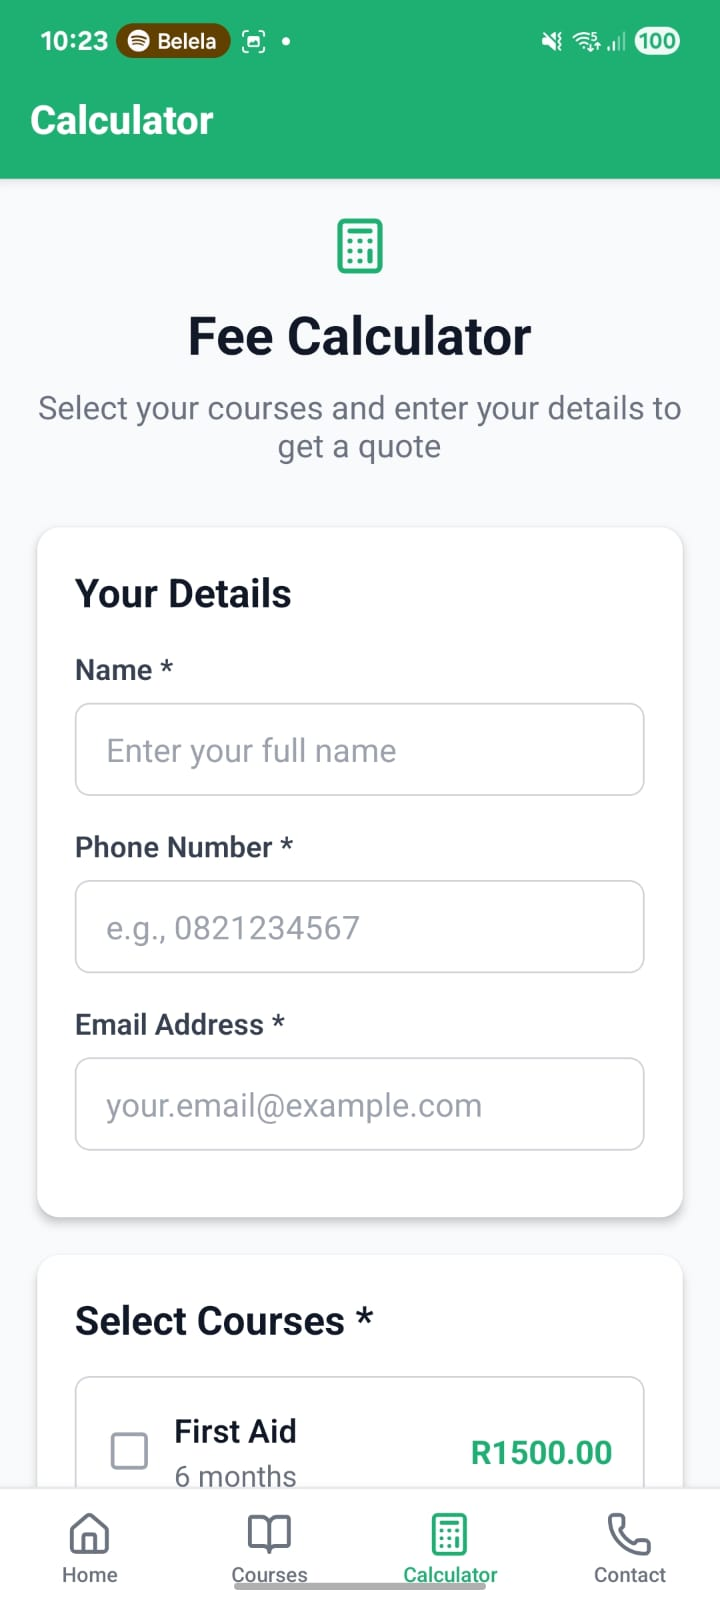 10:23 Belela 100
Calculator
Fee Calculator
Select your courses and enter your details to
get a quote
Your Details
Name *
Enter your full name
Phone Number *
e.g., 0821234567
Email Address *
your.email@example.com
Select Courses *
First Aid
R1500.00
6 months
Home Courses Calculator Contact